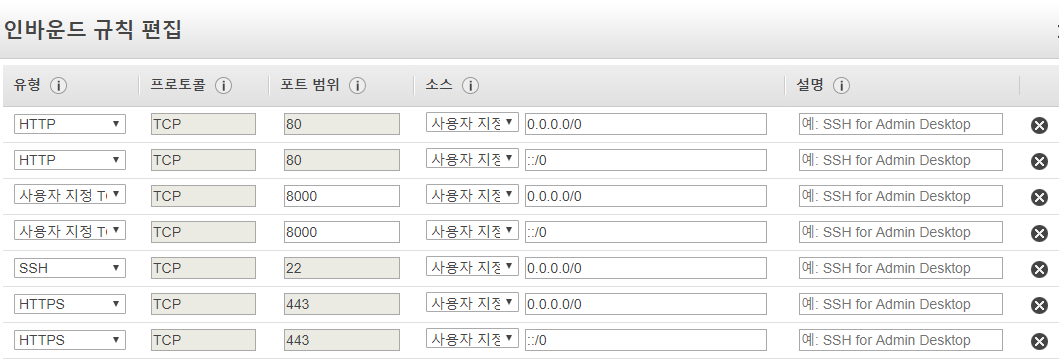 인바운드 규칙 편집
유형 프로토콜 포트 범위 소스 설명
HTTP TCP 80 사용자 지정 0.0.0.0/0 예: SSH for Admin Desktop
HTTP TCP 80 사용자 지정 ::/0 예: SSH for Admin Desktop
사용자 지정 TC TCP 8000 사용자 지정 0.0.0.0/0 예: SSH for Admin Desktop
사용자 지정 TC TCP 8000 사용자 지정 ::/0 예: SSH for Admin Desktop
SSH TCP 22 사용자 지정 0.0.0.0/0 예: SSH for Admin Desktop
HTTPS TCP 443 사용자 지정 0.0.0.0/0 예: SSH for Admin Desktop
HTTPS TCP 443 사용자 지정 ::/0 예: SSH for Admin Desktop